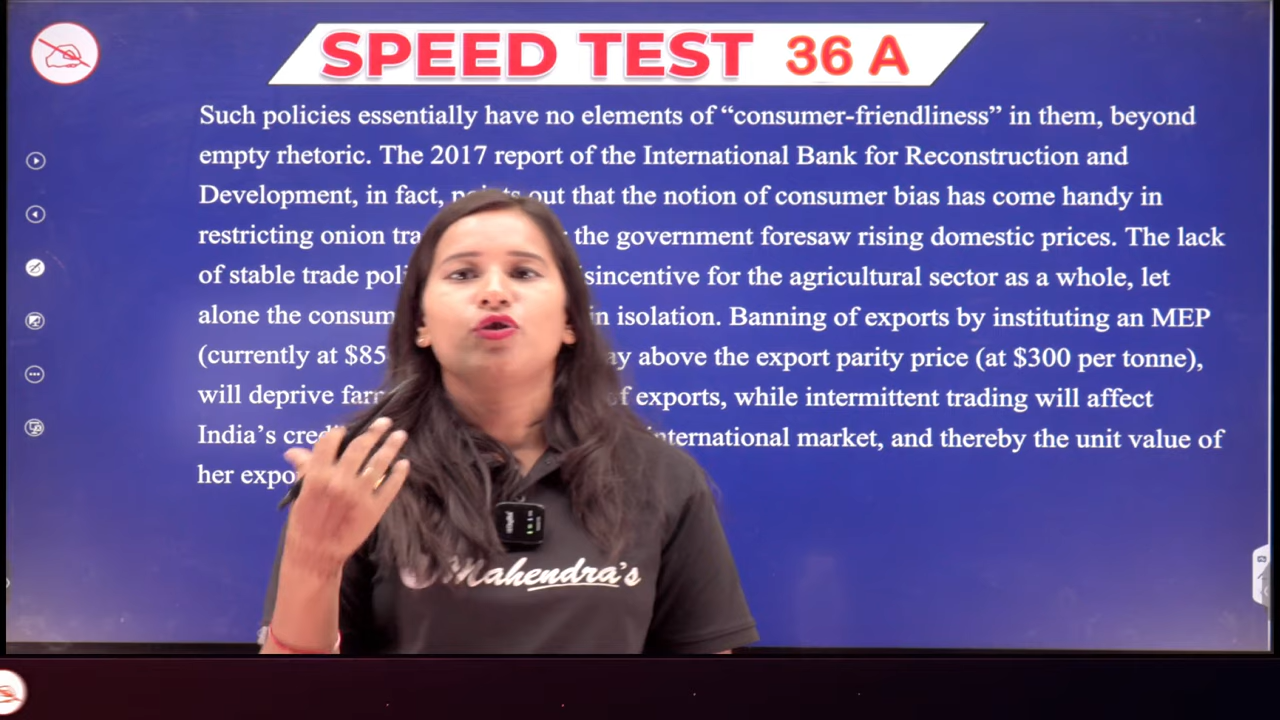 SPEED TEST 36 A
Such policies essentially have no elements of “consumer-friendliness” in them, beyond
empty rhetoric. The 2017 report of the International Bank for Reconstruction and
Development, in fact, points out that the notion of consumer bias has come handy in
restricting onion the government foresaw rising domestic prices. The lack
of stable trade for the agricultural sector as a whole, let
alone the in isolation. Banning of exports by instituting an MEP
(currently at above the export parity price (at $300 per tonne),
will deprive of exports, while intermittent trading will affect
India’s international market, and thereby the unit value of
her
Mahendra's